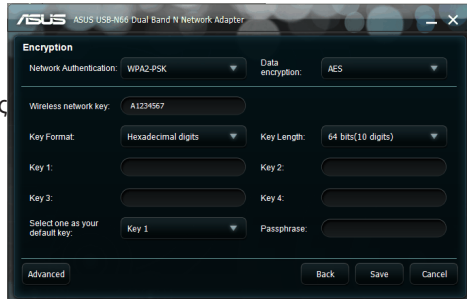 ASUS ASUS USB-N66 Dual Band N Network Adapter
Encryption
Network Authentication: WPA2-PSK Data encryption: AES
Wireless network key: A1234567
ς
Key Format: Hexadecimal digits Key Length: 64 bits(10 digits)
Key 1: Key 2:
Key 3: Key 4:
Select one as your default key: Key 1 Passphrase:
Advanced Back Save Cancel